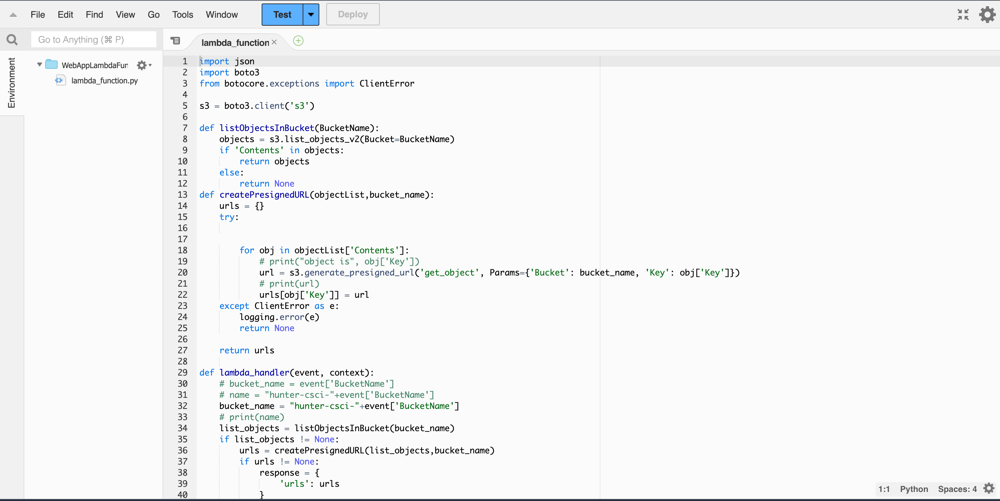 File Edit Find View Go Tools Window Test Deploy
Go to Anything (⌘ P)
lambda_function
Environment
WebAppLambdaFun
lambda_function.py
1 import json
2 import boto3
3 from botocore.exceptions import ClientError
4
5 s3 = boto3.client('s3')
6
7 def listObjectsInBucket(BucketName):
8     objects = s3.list_objects_v2(Bucket=BucketName)
9     if 'Contents' in objects:
10         return objects
11     else:
12         return None
13 def createPresignedURL(objectList,bucket_name):
14     urls = {}
15     try:
16
17
18         for obj in objectList['Contents']:
19             # print("object is", obj['Key'])
20             url = s3.generate_presigned_url('get_object', Params={'Bucket': bucket_name, 'Key': obj['Key']})
21             # print(url)
22             urls[obj['Key']] = url
23     except ClientError as e:
24         logging.error(e)
25         return None
26
27     return urls
28
29 def lambda_handler(event, context):
30     # bucket_name = event['BucketName']
31     # name = "hunter-csci-"+event['BucketName']
32     bucket_name = "hunter-csci-"+event['BucketName']
33     # print(name)
34     list_objects = listObjectsInBucket(bucket_name)
35     if list_objects != None:
36         urls = createPresignedURL(list_objects,bucket_name)
37         if urls != None:
38             response = {
39                 'urls': urls
40             }
1:1 Python Spaces: 4